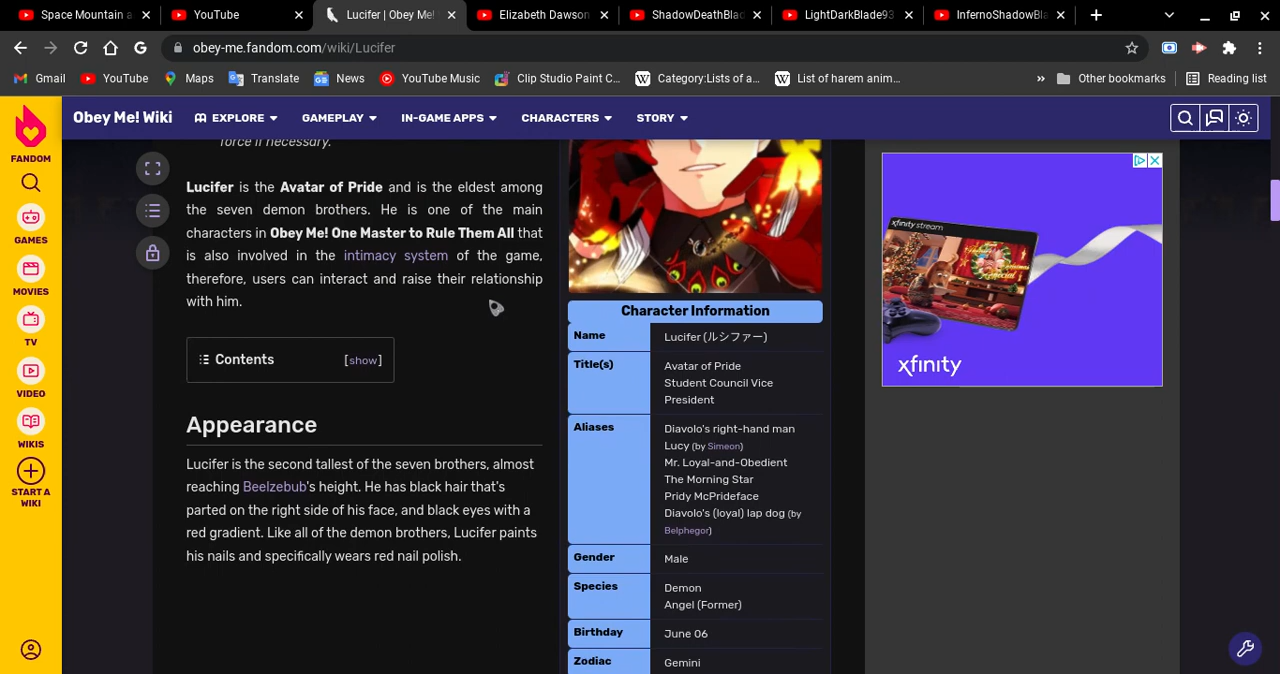 Space Mountain a
YouTube
Lucifer | Obey Me!
Elizabeth Dawson
ShadowDeathBla
LightDarkBlade93
InfernoShadowBla
obey-me.fandom.com/wiki/Lucifer
Gmail
YouTube
Maps
Translate
News
YouTube Music
Clip Studio Paint C...
Category:Lists of a...
List of harem anim...
»
Other bookmarks
Reading list
FANDOM
GAMES
MOVIES
TV
VIDEO
WIKIS
START A
WIKI
Obey Me! Wiki
EXPLORE
GAMEPLAY
IN-GAME APPS
CHARACTERS
STORY
force if necessary.
Lucifer is the Avatar of Pride and is the eldest among
the seven demon brothers. He is one of the main
characters in Obey Me! One Master to Rule Them All that
is also involved in the intimacy system of the game,
therefore, users can interact and raise their relationship
with him.
Contents [show]
Appearance
Lucifer is the second tallest of the seven brothers, almost
reaching Beelzebub's height. He has black hair that's
parted on the right side of his face, and black eyes with a
red gradient. Like all of the demon brothers, Lucifer paints
his nails and specifically wears red nail polish.
Character Information
Name
Lucifer (ルシファー)
Title(s)
Avatar of Pride
Student Council Vice
President
Aliases
Diavolo's right-hand man
Lucy (by Simeon)
Mr. Loyal-and-Obedient
The Morning Star
Pridy McPrideface
Diavolo's (loyal) lap dog (by
Belphegor)
Gender
Male
Species
Demon
Angel (Former)
Birthday
June 06
Zodiac
Gemini
xfinity stream
xfinity